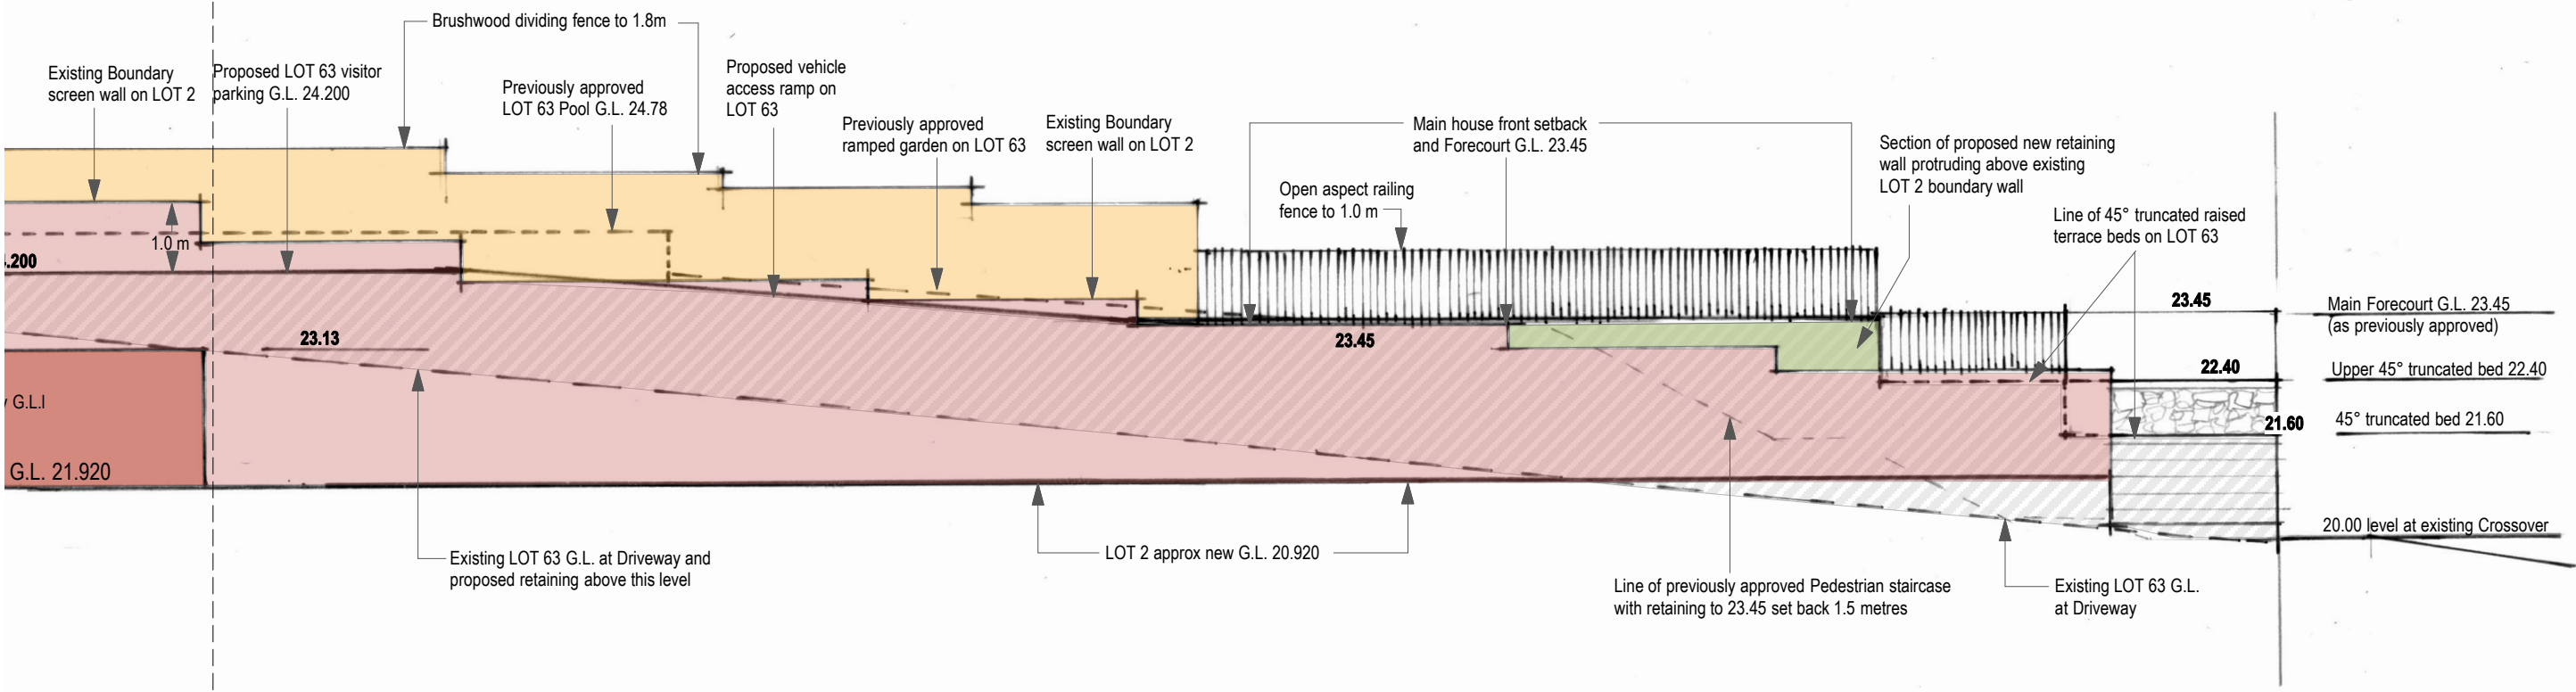 Brushwood dividing fence to 1.8m
Existing Boundary
screen wall on LOT 2
Proposed LOT 63 visitor
parking G.L. 24.200
Previously approved
LOT 63 Pool G.L. 24.78
Proposed vehicle
access ramp on
LOT 63
Previously approved
ramped garden on LOT 63
Existing Boundary
screen wall on LOT 2
Main house front setback
and Forecourt G.L. 23.45
Open aspect railing
fence to 1.0 m
Section of proposed new retaining
wall protruding above existing
LOT 2 boundary wall
Line of 45° truncated raised
terrace beds on LOT 63
1.0 m
.200
23.13
23.45
23.45
Main Forecourt G.L. 23.45
(as previously approved)
22.40
Upper 45° truncated bed 22.40
21.60
45° truncated bed 21.60
G.L.I
G.L. 21.920
20.00 level at existing Crossover
Existing LOT 63 G.L. at Driveway and
proposed retaining above this level
LOT 2 approx new G.L. 20.920
Line of previously approved Pedestrian staircase
with retaining to 23.45 set back 1.5 metres
Existing LOT 63 G.L.
at Driveway